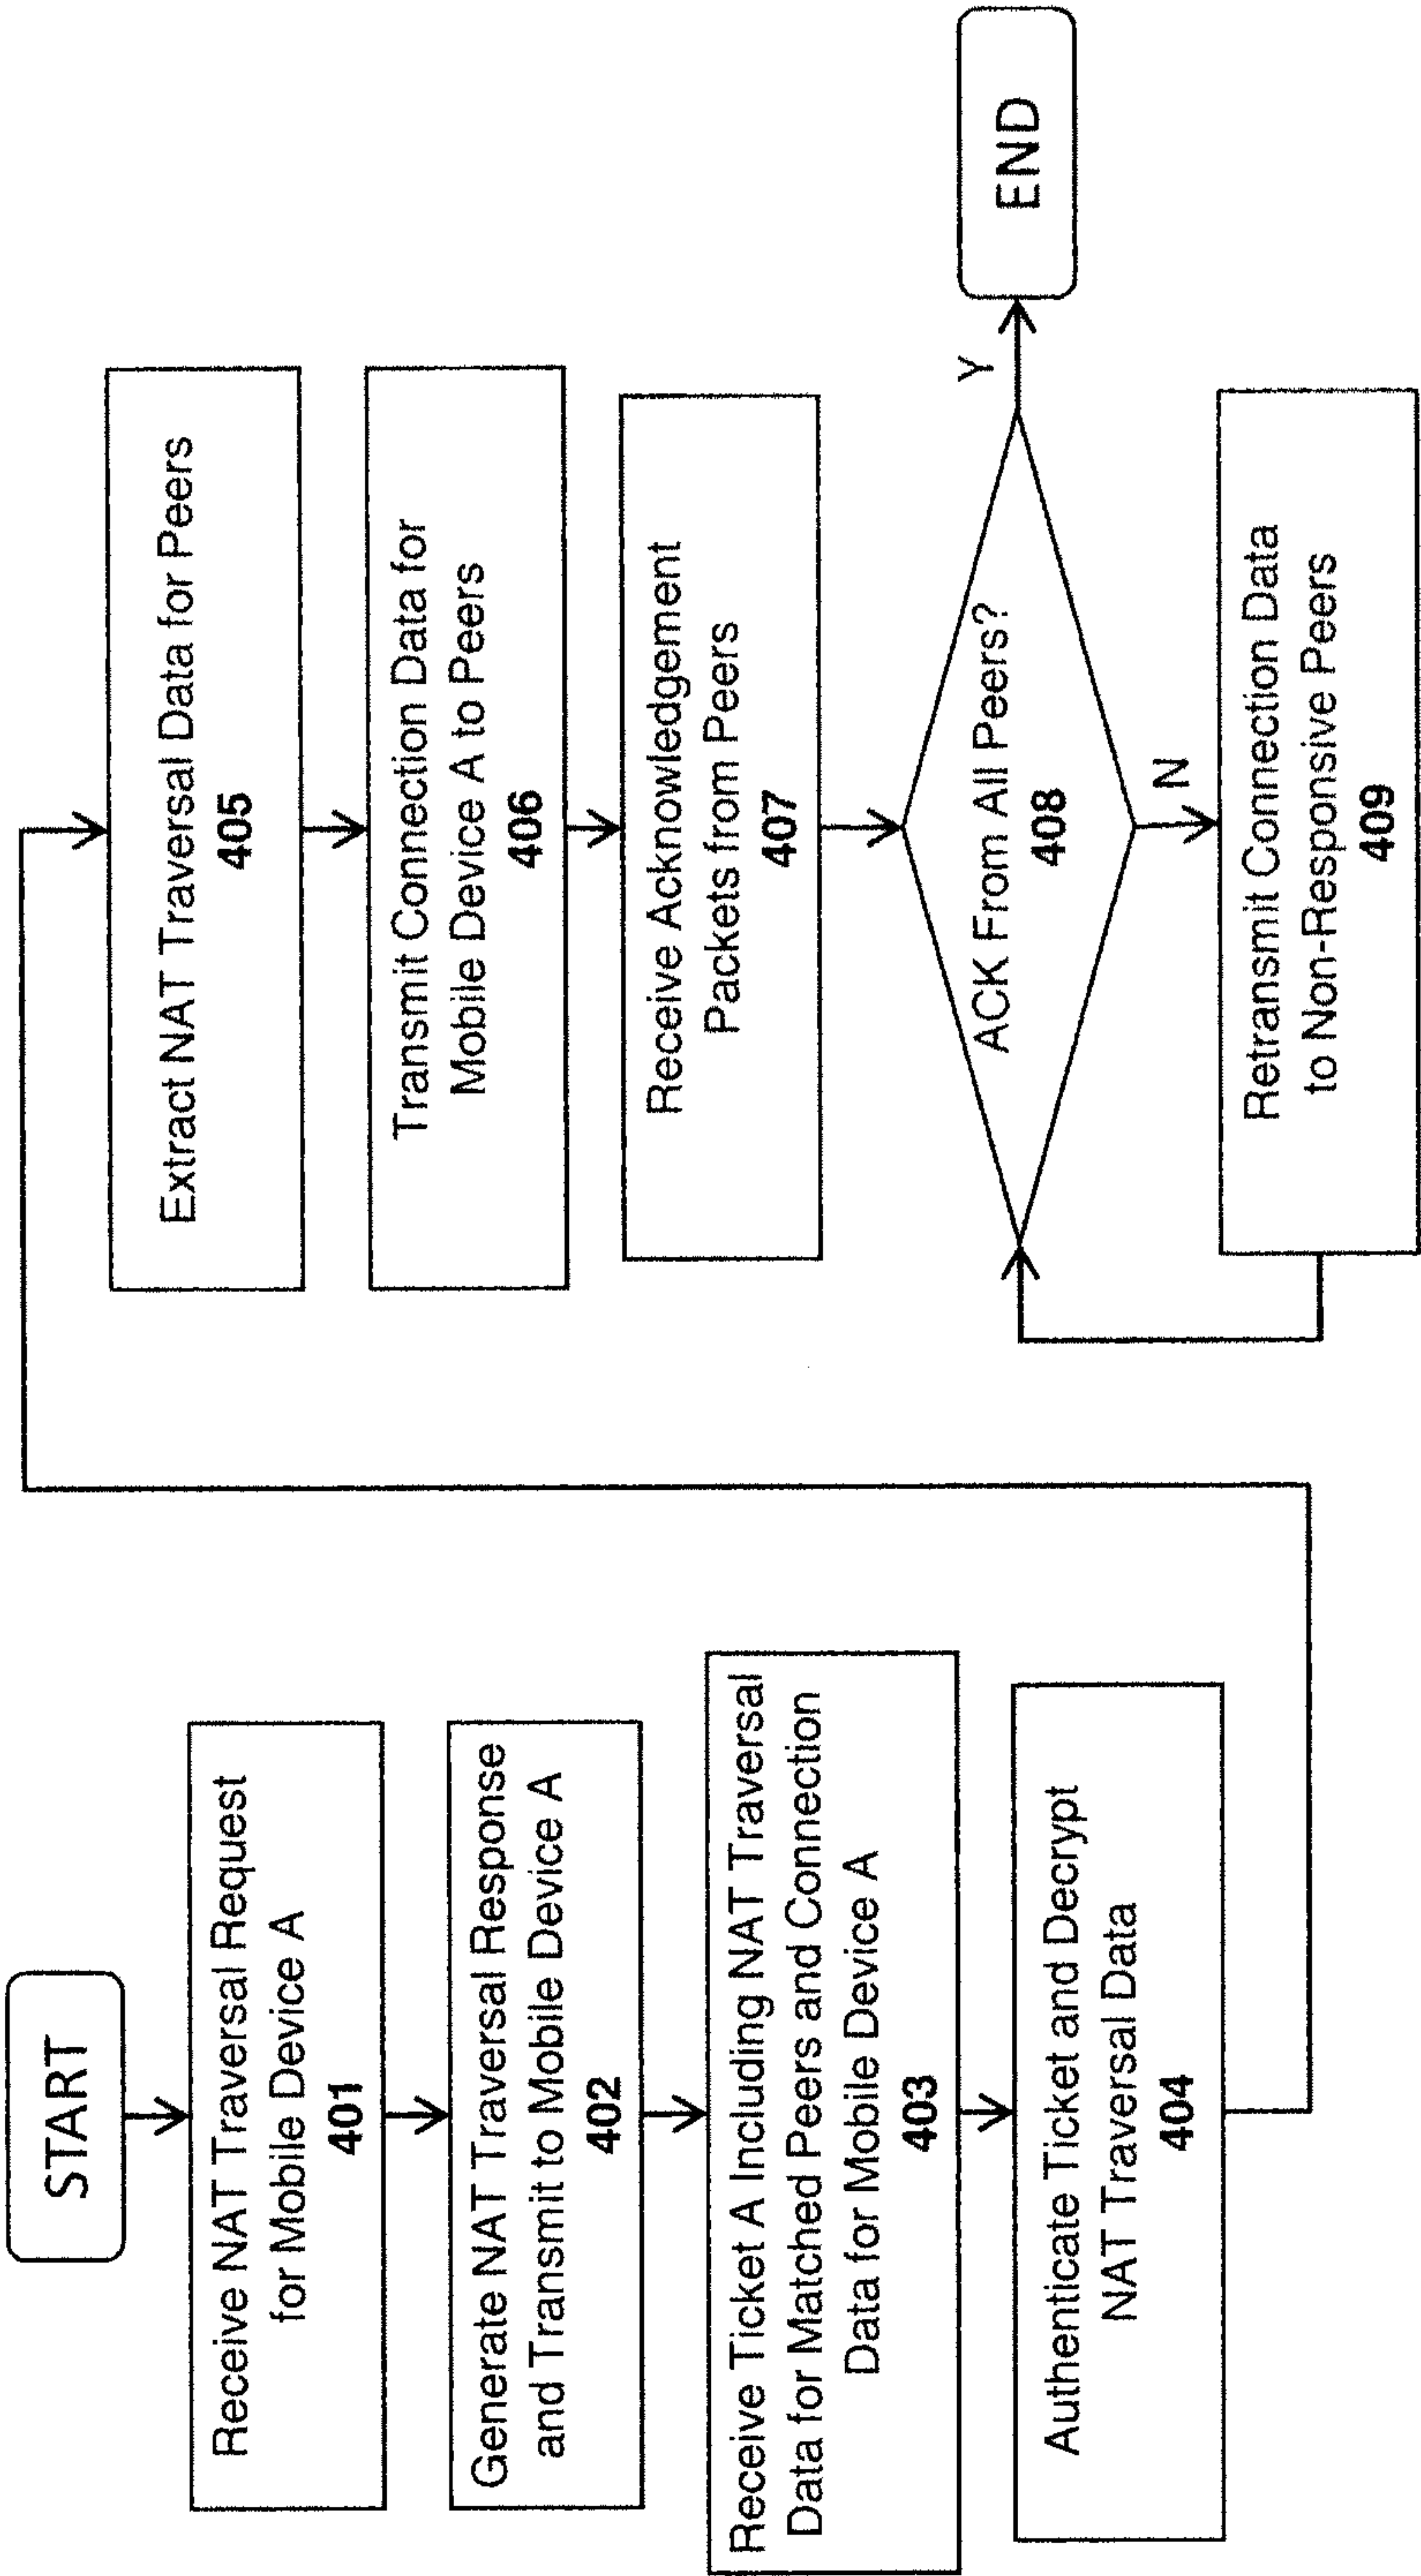 START
Receive NAT Traversal Request
for Mobile Device A
401
Generate NAT Traversal Response
and Transmit to Mobile Device A
402
Receive Ticket A Including NAT Traversal
Data for Matched Peers and Connection
Data for Mobile Device A
403
Authenticate Ticket and Decrypt
NAT Traversal Data
404
Extract NAT Traversal Data for Peers
405
Transmit Connection Data for
Mobile Device A to Peers
406
Receive Acknowledgement
Packets from Peers
407
ACK From All Peers?
408
Y
END
N
Retransmit Connection Data
to Non-Responsive Peers
409